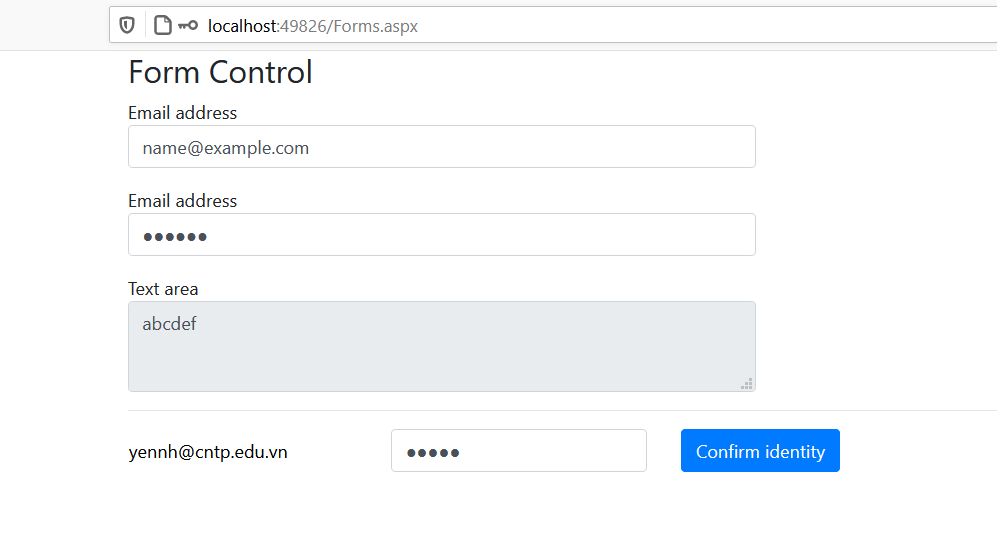 localhost:49826/Forms.aspx
Form Control
Email address
name@example.com
Email address
●●●●●●
Text area
abcdef
yennh@cntp.edu.vn ●●●●● Confirm identity